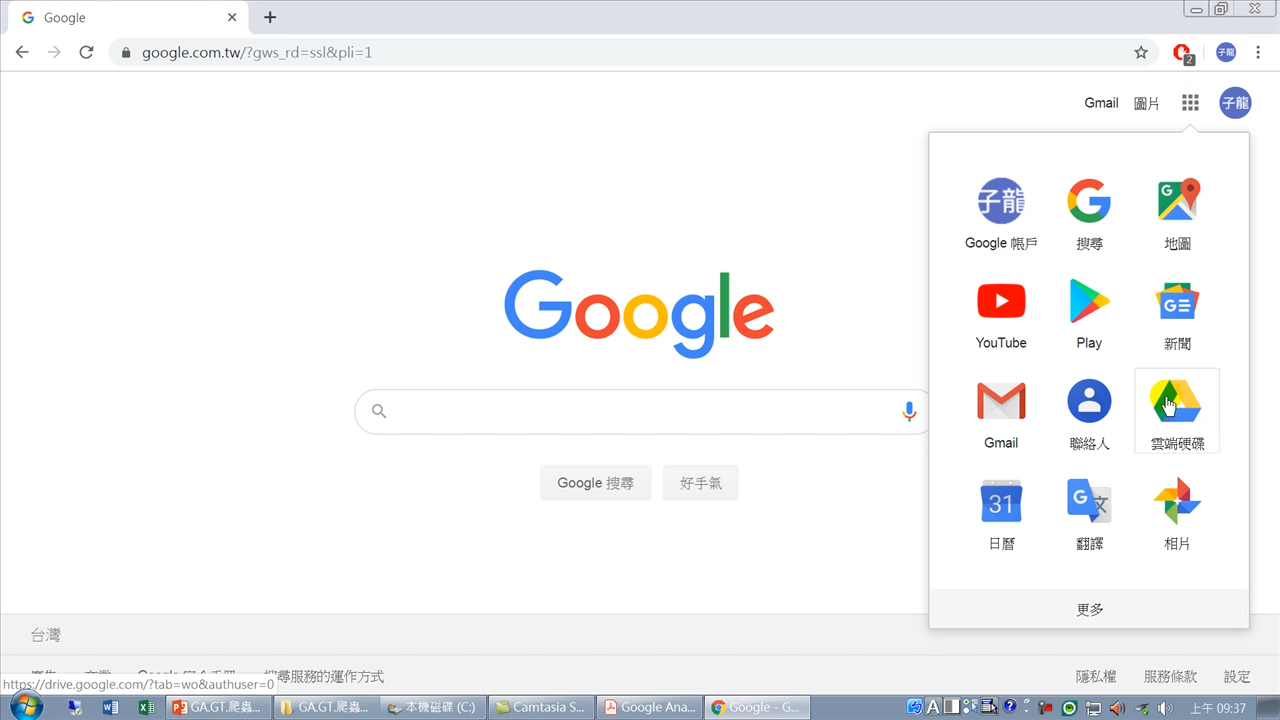 Google
google.com.tw/?gws_rd=ssl&pli=1
2
子龍
Gmail
圖片
子龍
子龍
Google 帳戶
搜尋
地圖
YouTube
Play
新聞
Gmail
聯絡人
雲端硬碟
31
日曆
翻譯
相片
更多
Google
Google 搜尋
好手氣
台灣
搜尋服務的運作方式
隱私權
服務條款
設定
https://drive.google.com/?tab=wo&authuser=0
GA.GT.爬蟲...
GA.GT.爬蟲...
本機磁碟 (C:)
Camtasia S...
Google Ana...
Google - G...
上午 09:37